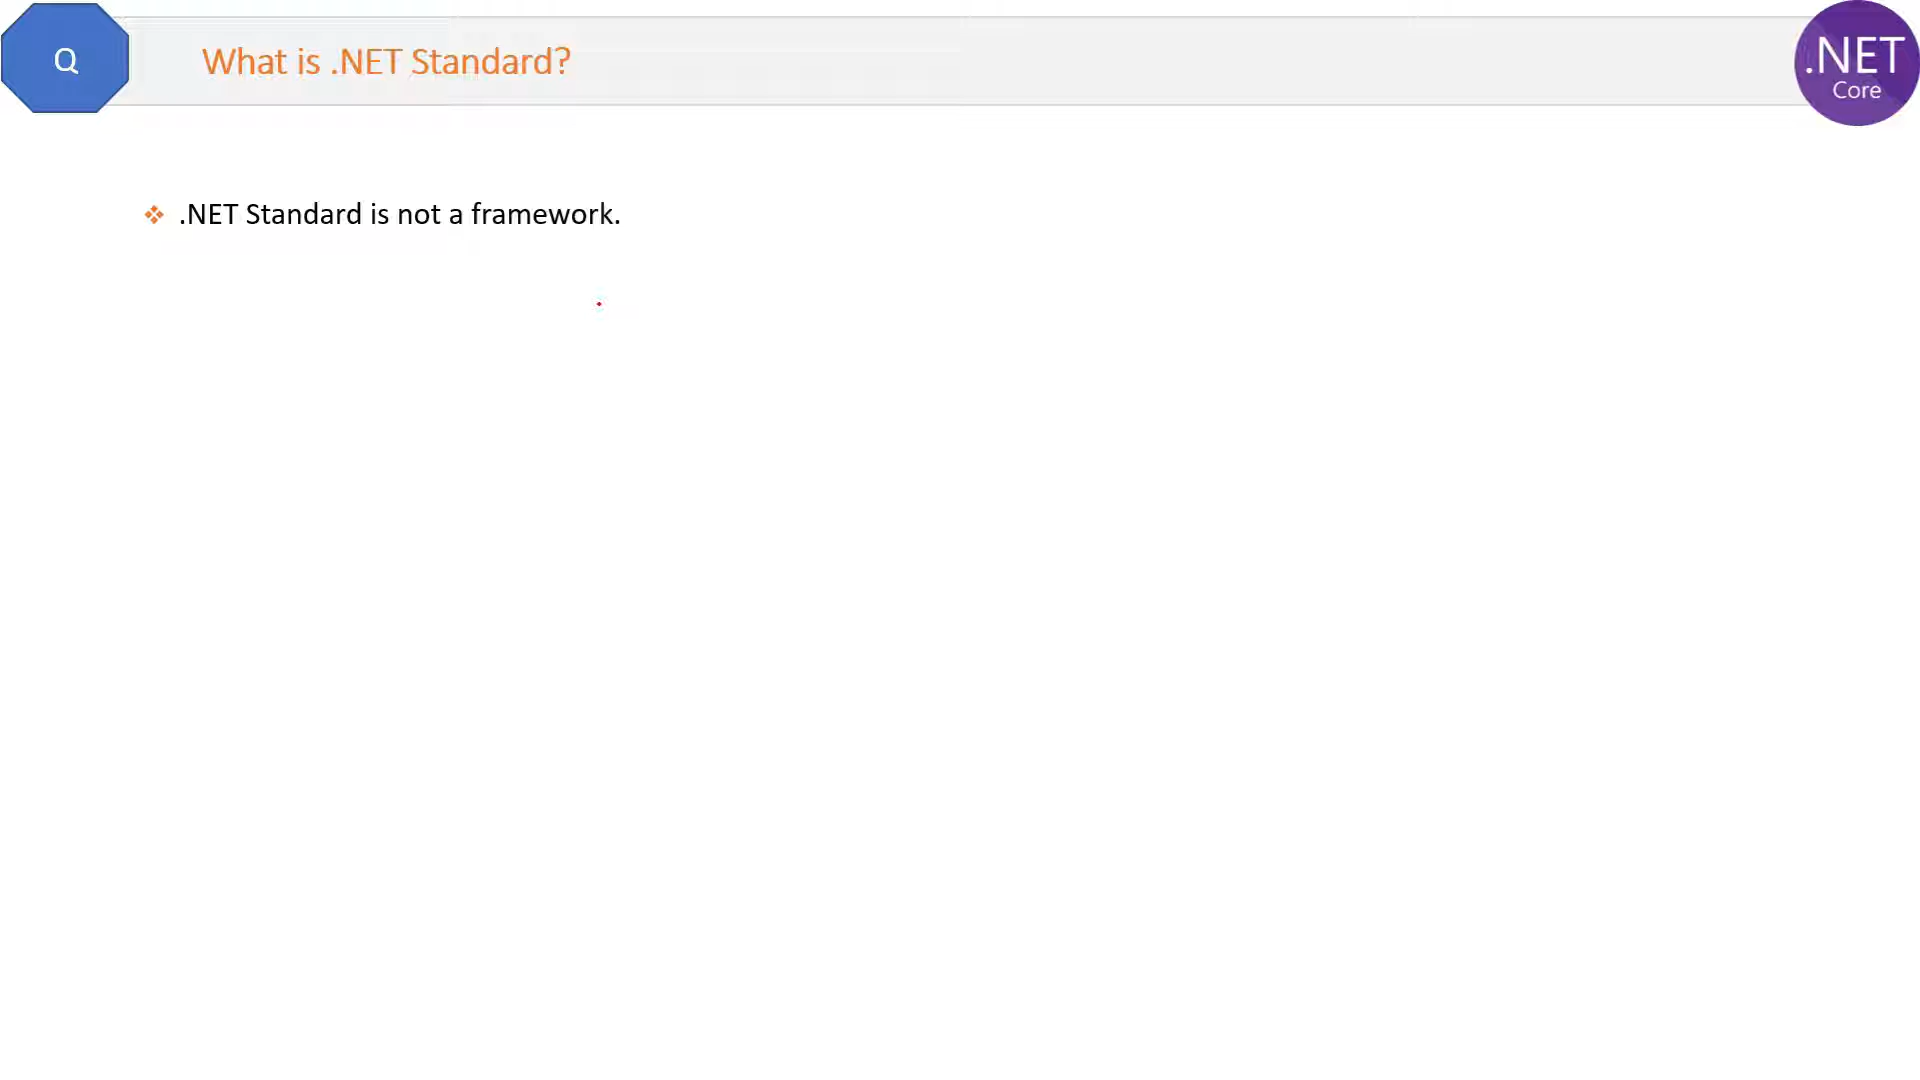 Q
What is .NET Standard?
.NET
Core
.NET Standard is not a framework.